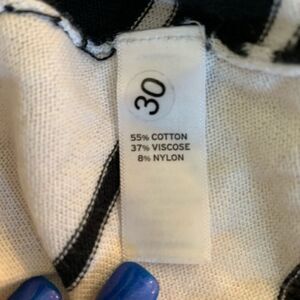 30
55% COTTON
37% VISCOSE
8% NYLON